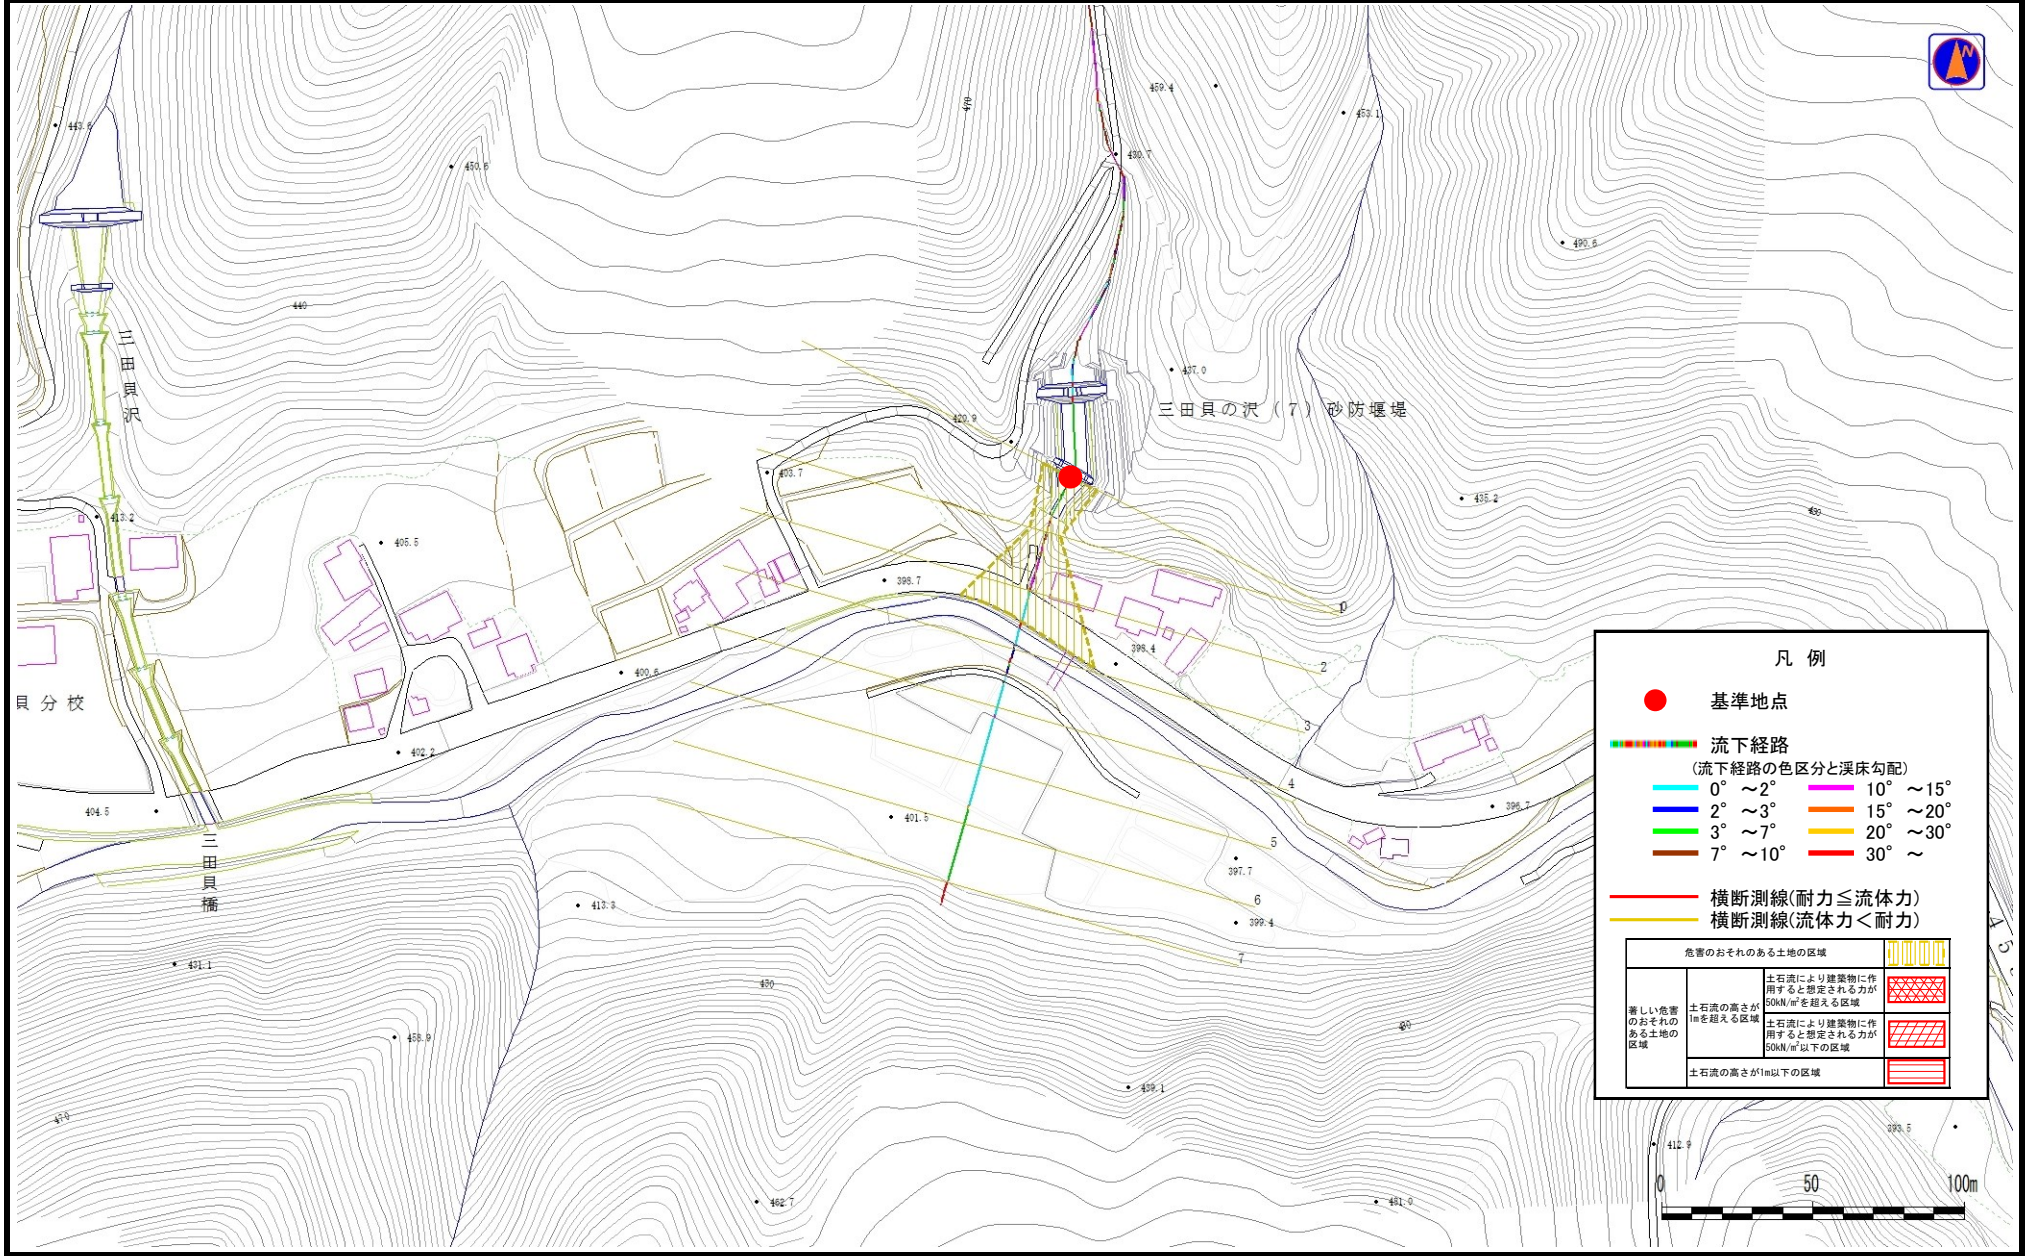 N
459.4
453.1
470
443.6
430.7
450.6
490.6
440
三田貝沢
437.0
三田貝の沢(7)砂防堰堤
420.9
403.7
435.2
413.2
405.5
398.7
398.4
400.6
402.2
貝分校
404.5
三田貝橋
401.5
396.7
397.7
399.4
413.3
431.1
430
458.9
439.1
470
462.7
481.0
412.9
393.5
0
2
3
4
5
6
7
凡 例
基準地点
流下経路
(流下経路の色区分と渓床勾配)
0° ~2° 10° ~15°
2° ~3° 15° ~20°
3° ~7° 20° ~30°
7° ~10° 30° ~
横断測線(耐力≦流体力)
横断測線(流体力<耐力)
危害のおそれのある土地の区域
著しい危害
のおそれの
ある土地の
区域
土石流の高さが
1mを超える区域
土石流により建築物に作
用すると想定される力が
50kN/m²を超える区域
土石流により建築物に作
用すると想定される力が
50kN/m²以下の区域
土石流の高さが1m以下の区域
0 50 100m